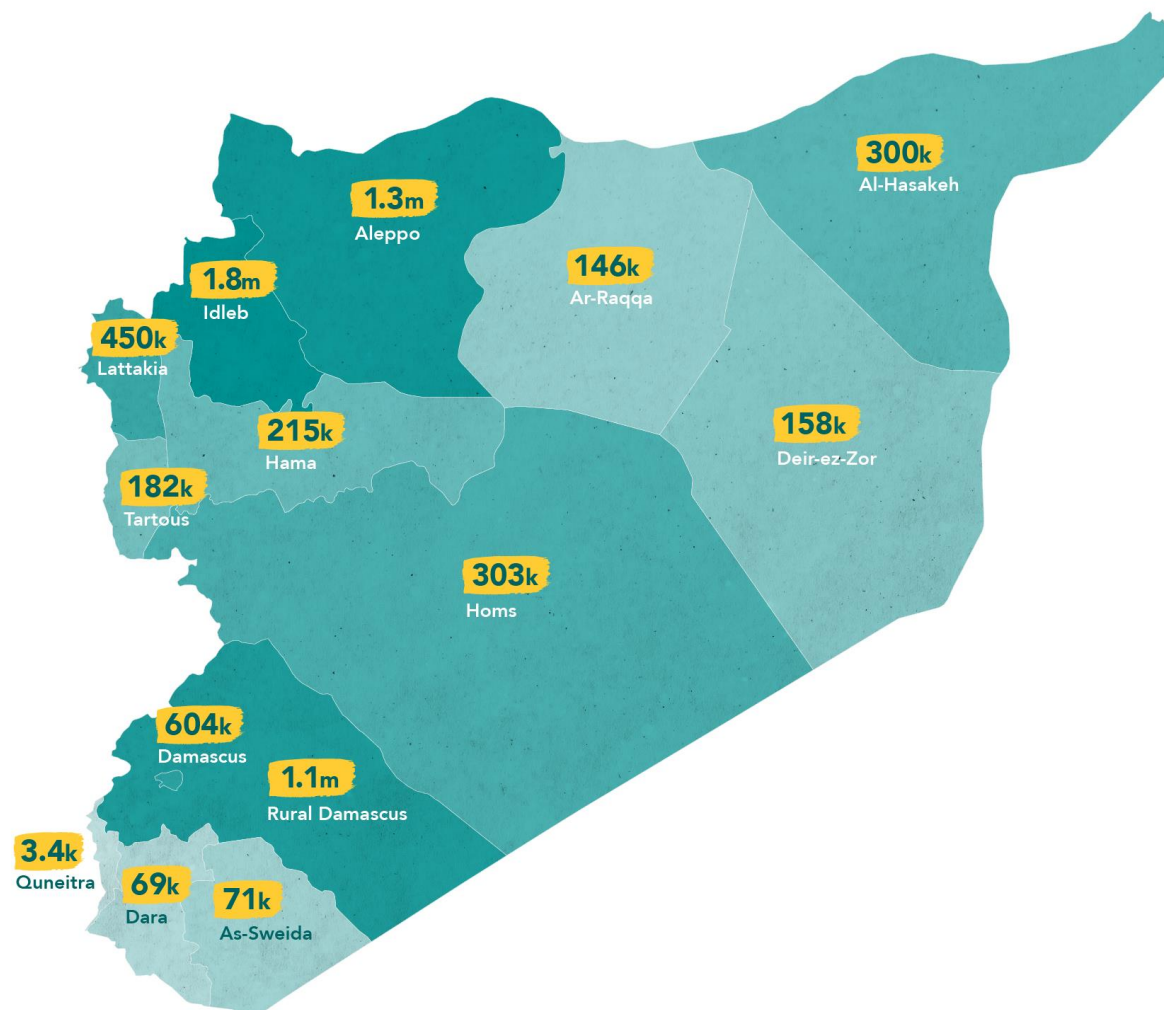 300k
Al-Hasakeh
1.3m
Aleppo
146k
Ar-Raqqa
1.8m
Idleb
450k
Lattakia
215k
Hama
158k
Deir-ez-Zor
182k
Tartous
303k
Homs
604k
Damascus
1.1m
Rural Damascus
3.4k
Quneitra
69k
Dara
71k
As-Sweida